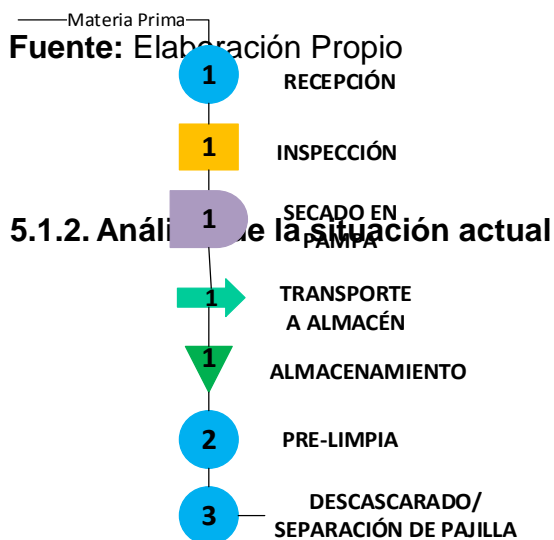 Materia Prima
Fuente: Elaboración Propio
1
RECEPCIÓN
1
INSPECCIÓN
1
SECADO EN
PAMPA
5.1.2. Análi de la situación actual
1
TRANSPORTE
A ALMACÉN
1
ALMACENAMIENTO
2
PRE-LIMPIA
3
DESCASCARADO/
SEPARACIÓN DE PAJILLA